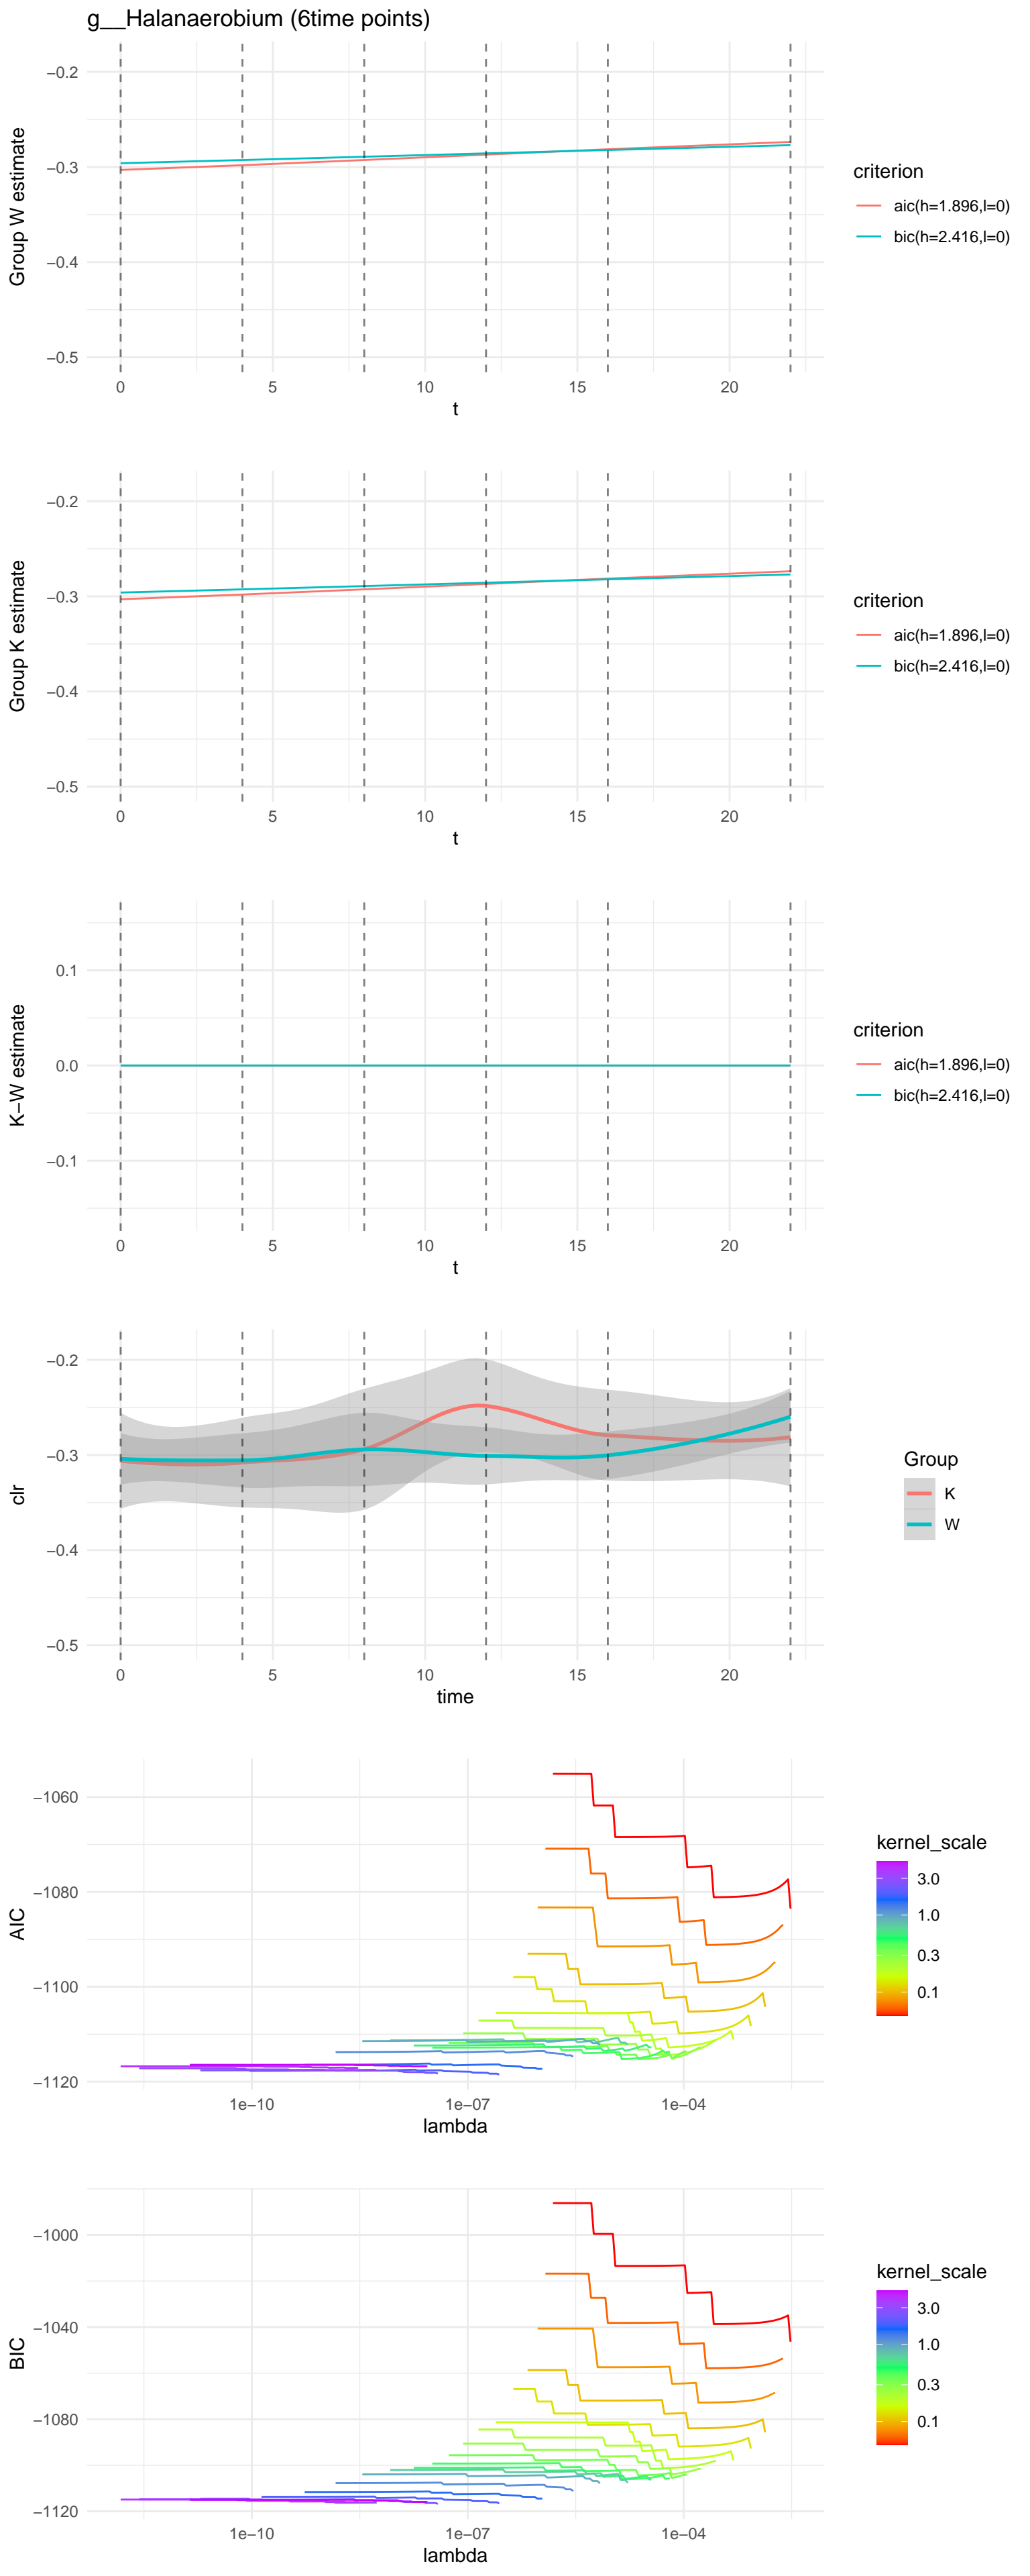 g__Halanaerobium (6time points)
Group W estimate
−0.2
−0.3
−0.4
−0.5
0 5 10 15 20
t
criterion
aic(h=1.896,l=0)
bic(h=2.416,l=0)
Group K estimate
−0.2
−0.3
−0.4
−0.5
0 5 10 15 20
t
criterion
aic(h=1.896,l=0)
bic(h=2.416,l=0)
K−W estimate
0.1
0.0
−0.1
0 5 10 15 20
t
criterion
aic(h=1.896,l=0)
bic(h=2.416,l=0)
clr
−0.2
−0.3
−0.4
−0.5
0 5 10 15 20
time
Group
K
W
AIC
−1060
−1080
−1100
−1120
1e−10 1e−07 1e−04
lambda
kernel_scale
3.0
1.0
0.3
0.1
BIC
−1000
−1040
−1080
−1120
1e−10 1e−07 1e−04
lambda
kernel_scale
3.0
1.0
0.3
0.1